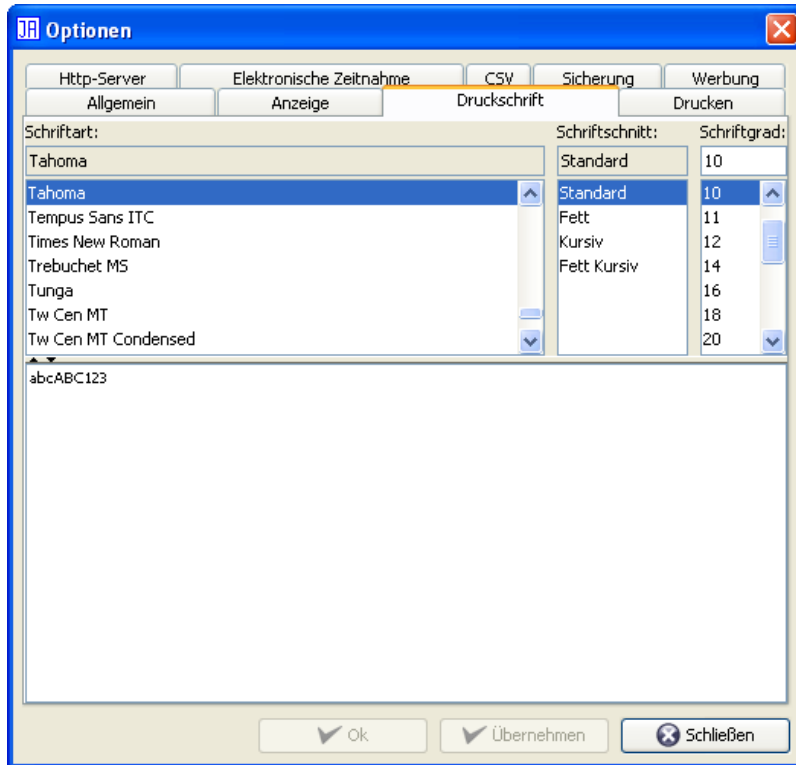 JA Optionen
Http-Server Elektronische Zeitnahme CSV Sicherung Werbung
Allgemein Anzeige Druckschrift Drucken
Schriftart: Schriftschnitt: Schriftgrad:
Tahoma Standard 10
Tahoma Standard 10
Tempus Sans ITC Fett 11
Times New Roman Kursiv 12
Trebuchet MS Fett Kursiv 14
Tunga 16
Tw Cen MT 18
Tw Cen MT Condensed 20
abcABC123
Ok Übernehmen Schließen